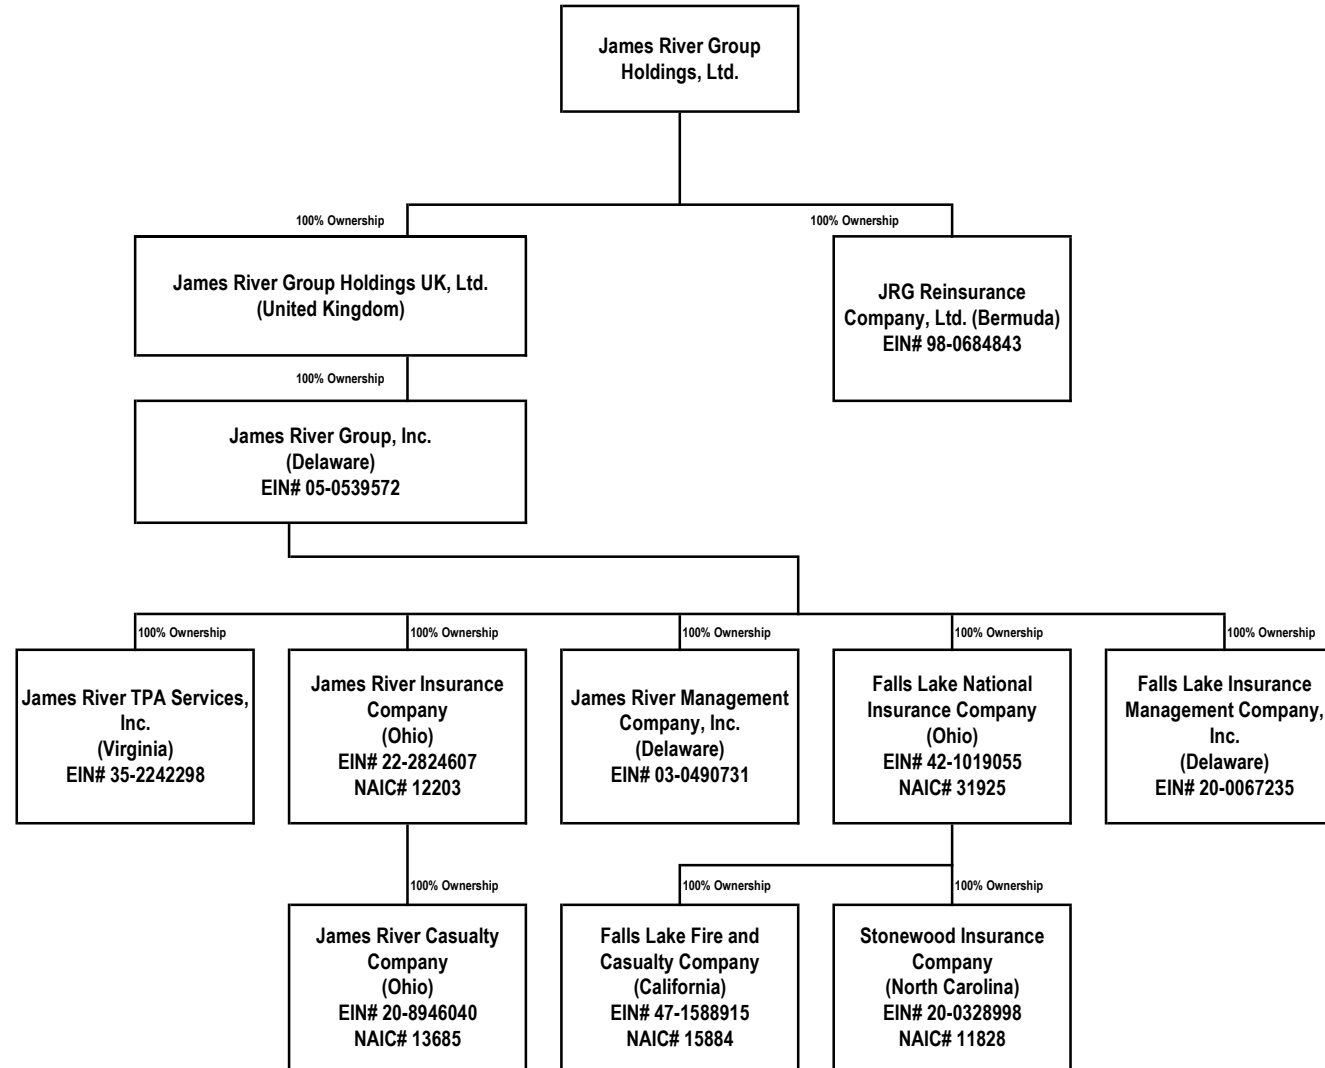 James River Group
Holdings, Ltd.
100% Ownership
100% Ownership
James River Group Holdings UK, Ltd.
(United Kingdom)
JRG Reinsurance
Company, Ltd. (Bermuda)
EIN# 98-0684843
100% Ownership
James River Group, Inc.
(Delaware)
EIN# 05-0539572
100% Ownership
100% Ownership
100% Ownership
100% Ownership
100% Ownership
James River TPA Services,
Inc.
(Virginia)
EIN# 35-2242298
James River Insurance
Company
(Ohio)
EIN# 22-2824607
NAIC# 12203
James River Management
Company, Inc.
(Delaware)
EIN# 03-0490731
Falls Lake National
Insurance Company
(Ohio)
EIN# 42-1019055
NAIC# 31925
Falls Lake Insurance
Management Company,
Inc.
(Delaware)
EIN# 20-0067235
100% Ownership
100% Ownership
100% Ownership
James River Casualty
Company
(Ohio)
EIN# 20-8946040
NAIC# 13685
Falls Lake Fire and
Casualty Company
(California)
EIN# 47-1588915
NAIC# 15884
Stonewood Insurance
Company
(North Carolina)
EIN# 20-0328998
NAIC# 11828